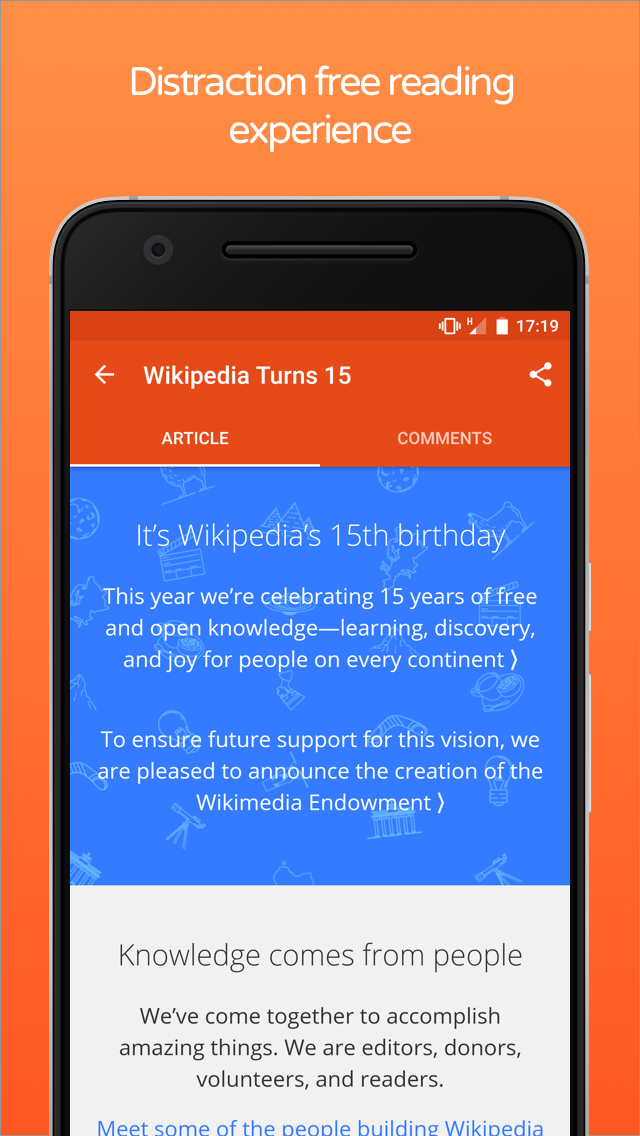 Distraction free reading
experience
H
17:19
Wikipedia Turns 15
ARTICLE
COMMENTS
It’s Wikipedia’s 15th birthday
This year we’re celebrating 15 years of free
and open knowledge—learning, discovery,
and joy for people on every continent ⟩
To ensure future support for this vision, we
are pleased to announce the creation of the
Wikimedia Endowment ⟩
Knowledge comes from people
We’ve come together to accomplish
amazing things. We are editors, donors,
volunteers, and readers.
Meet some of the people building Wikipedia